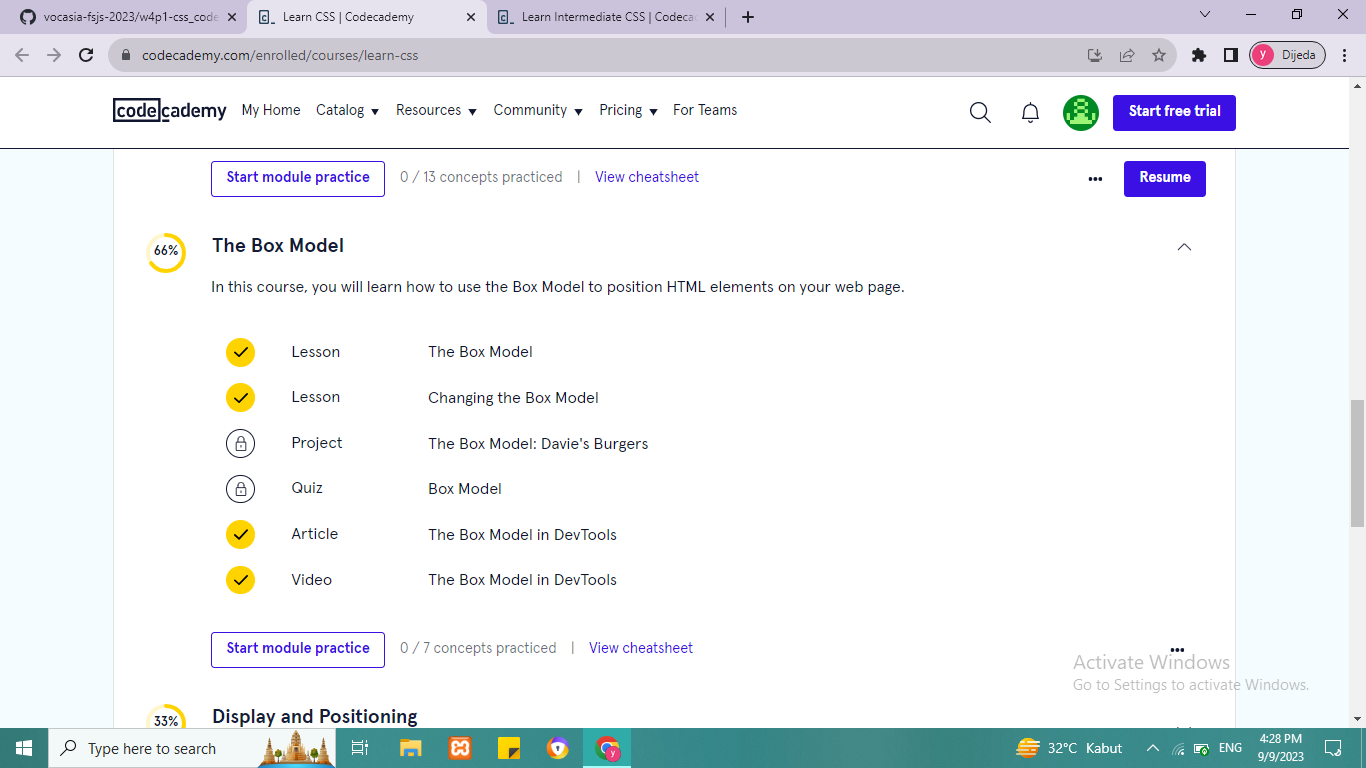 vocasia-fsjs-2023/w4p1-css_code
Learn CSS | Codecademy
Learn Intermediate CSS | Codeca
codecademy.com/enrolled/courses/learn-css
y
Dijeda
codecademy
My Home
Catalog
Resources
Community
Pricing
For Teams
Start free trial
Start module practice
0 / 13 concepts practiced
|
View cheatsheet
Resume
66%
The Box Model
In this course, you will learn how to use the Box Model to position HTML elements on your web page.
Lesson The Box Model
Lesson Changing the Box Model
Project The Box Model: Davie's Burgers
Quiz Box Model
Article The Box Model in DevTools
Video The Box Model in DevTools
Start module practice
0 / 7 concepts practiced
|
View cheatsheet
Activate Windows
Go to Settings to activate Windows.
33%
Display and Positioning
Type here to search
y
32°C Kabut
ENG
4:28 PM
9/9/2023